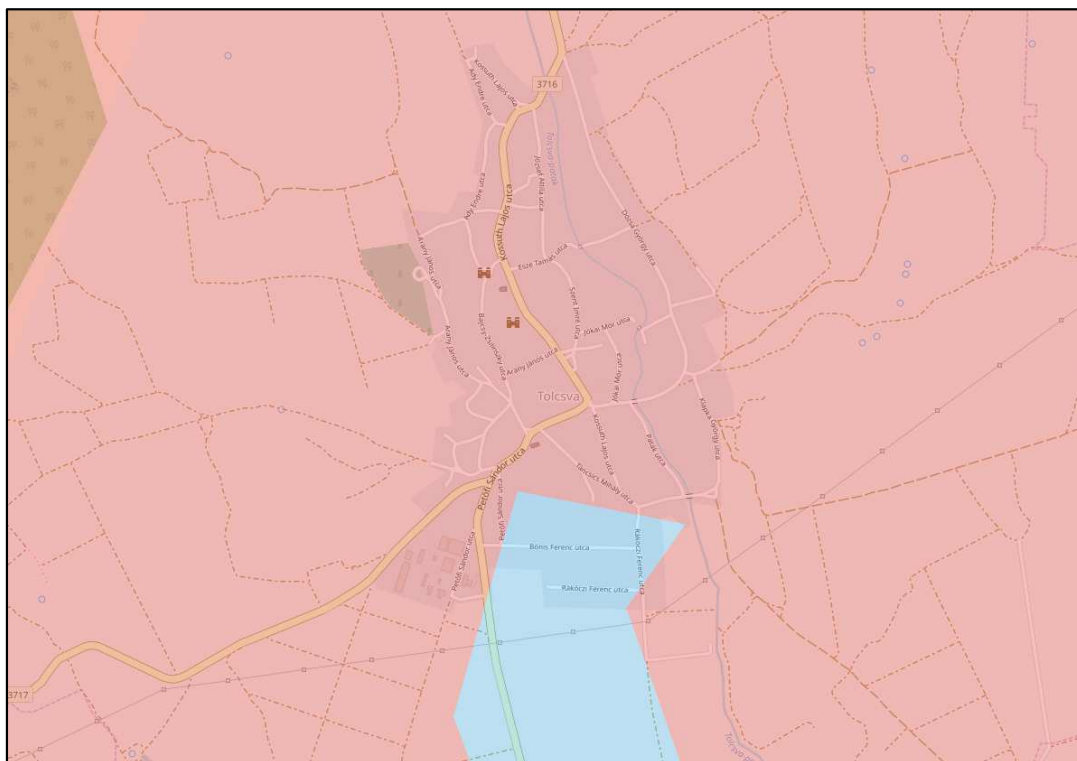 Kossuth Lajos utca
Ady Endre utca
3716
Tolcsva-patak
József Attila utca
Ady Endre utca
Kossuth Lajos utca
Dózsa György utca
Arany János utca
Esze Tamás utca
Szere Imre utca
Bajcsy-Zsilinszky utca
Jókai Mór utca
Arany János utca
Arany János utca
Jókai Mór utca
Tolcsva
Klapka György utca
Kossuth Lajos utca
Patak utca
Petőfi Sándor utca
Táncsics Mihály utca
Petőfi Sándor utca
Petőfi Sándor utca
Bónis Ferenc utca
Rákóczi Ferenc utca
Rákóczi Ferenc utca
3717